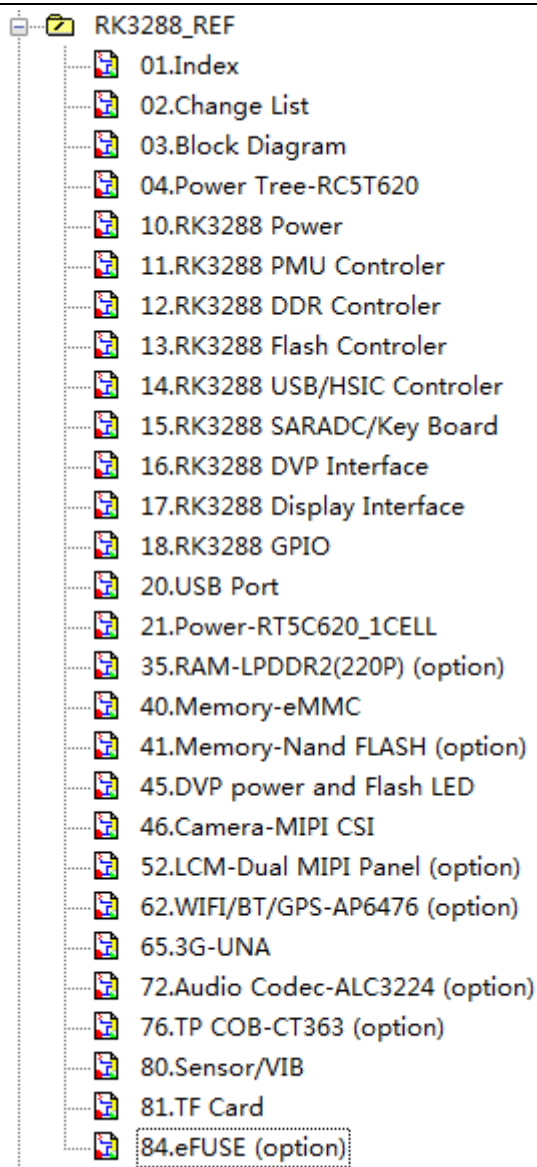 RK3288_REF
01.Index
02.Change List
03.Block Diagram
04.Power Tree-RC5T620
10.RK3288 Power
11.RK3288 PMU Controler
12.RK3288 DDR Controler
13.RK3288 Flash Controler
14.RK3288 USB/HSIC Controler
15.RK3288 SARADC/Key Board
16.RK3288 DVP Interface
17.RK3288 Display Interface
18.RK3288 GPIO
20.USB Port
21.Power-RT5C620_1CELL
35.RAM-LPDDR2(220P) (option)
40.Memory-eMMC
41.Memory-Nand FLASH (option)
45.DVP power and Flash LED
46.Camera-MIPI CSI
52.LCM-Dual MIPI Panel (option)
62.WIFI/BT/GPS-AP6476 (option)
65.3G-UNA
72.Audio Codec-ALC3224 (option)
76.TP COB-CT363 (option)
80.Sensor/VIB
81.TF Card
84.eFUSE (option)